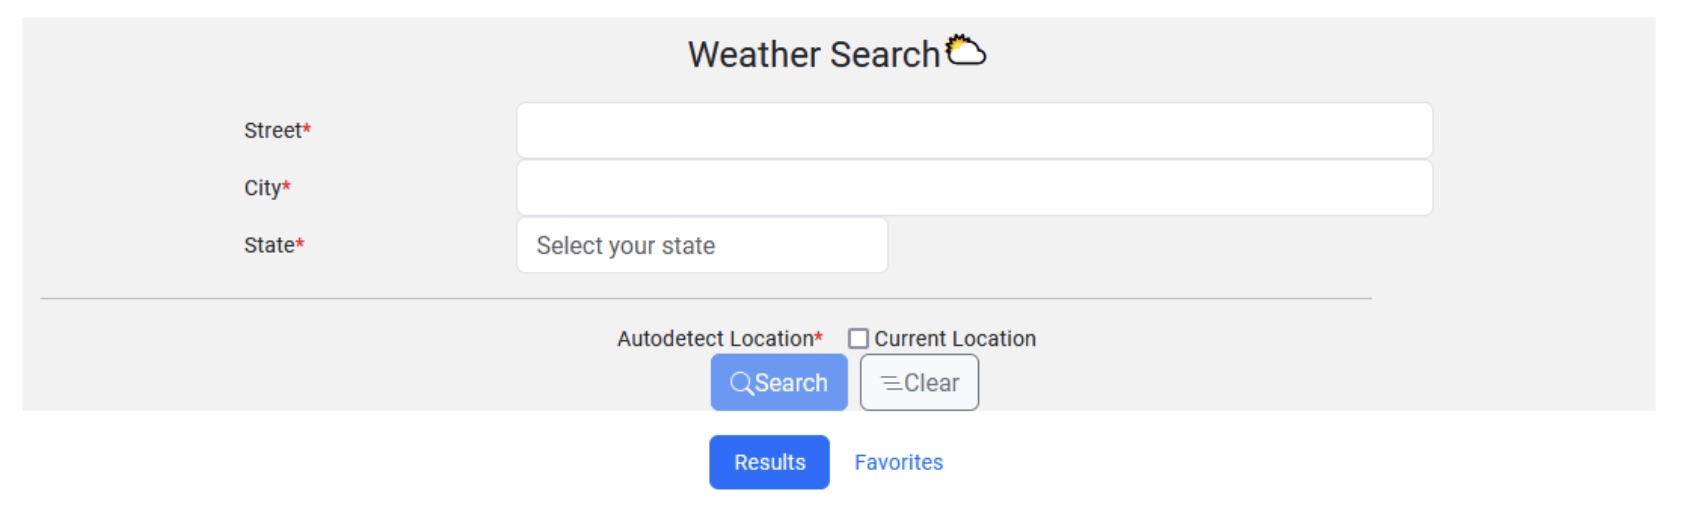 Weather Search
Street*
City*
State*
Select your state
Autodetect Location* Current Location
Search Clear
Results Favorites